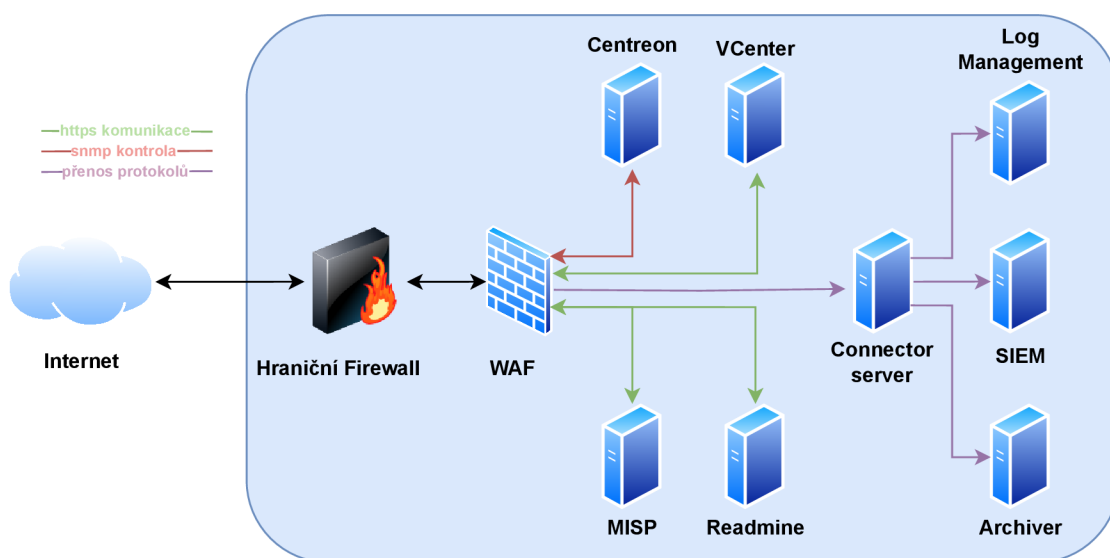 Centreon
VCenter
Log
Management
https komunikace
snmp kontrola
přenos protokolů
Internet
Hraniční Firewall
WAF
Connector
server
SIEM
MISP
Readmine
Archiver